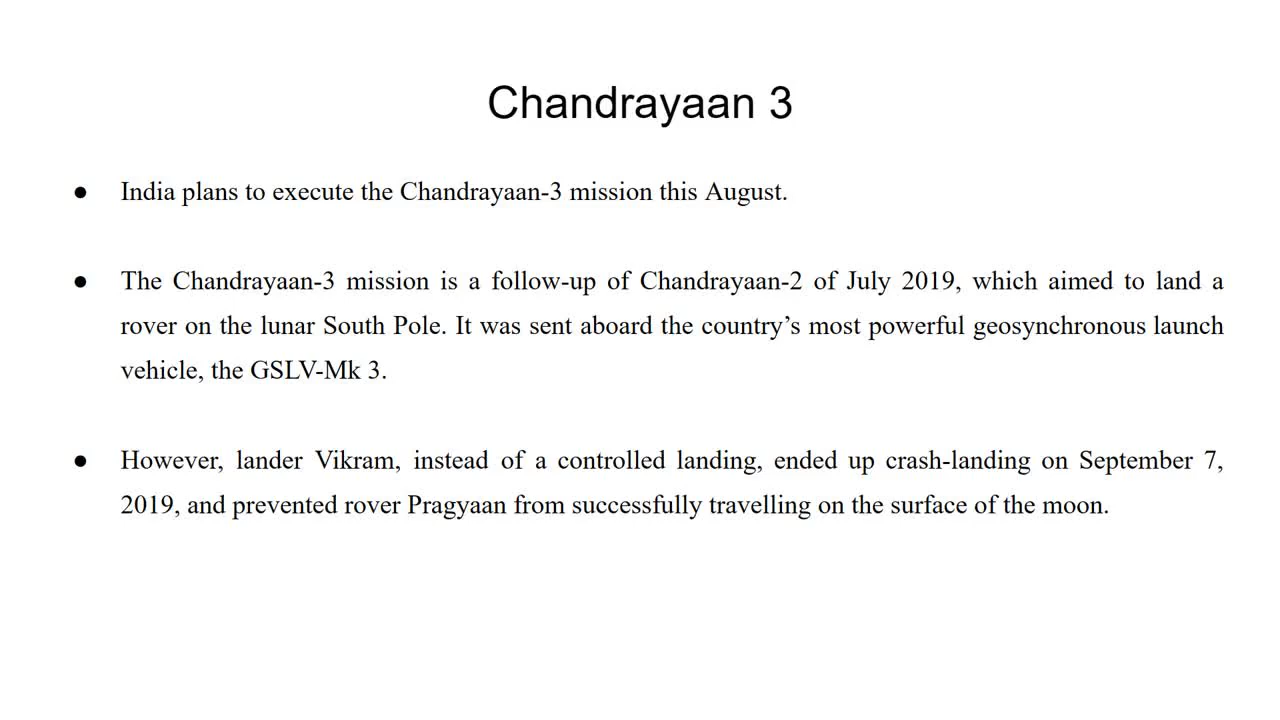 Chandrayaan 3
● India plans to execute the Chandrayaan-3 mission this August.
● The Chandrayaan-3 mission is a follow-up of Chandrayaan-2 of July 2019, which aimed to land a
rover on the lunar South Pole. It was sent aboard the country’s most powerful geosynchronous launch
vehicle, the GSLV-Mk 3.
● However, lander Vikram, instead of a controlled landing, ended up crash-landing on September 7,
2019, and prevented rover Pragyaan from successfully travelling on the surface of the moon.